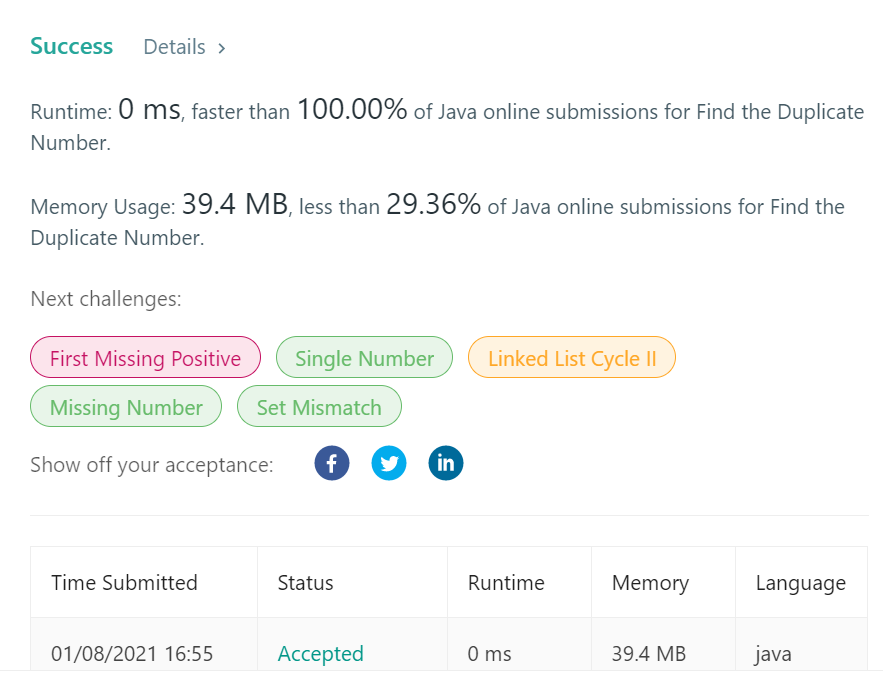 Success Details >
Runtime: 0 ms, faster than 100.00% of Java online submissions for Find the Duplicate
Number.
Memory Usage: 39.4 MB, less than 29.36% of Java online submissions for Find the
Duplicate Number.
Next challenges:
First Missing Positive Single Number Linked List Cycle II
Missing Number Set Mismatch
Show off your acceptance: f in
Time Submitted Status Runtime Memory Language
01/08/2021 16:55 Accepted 0 ms 39.4 MB java